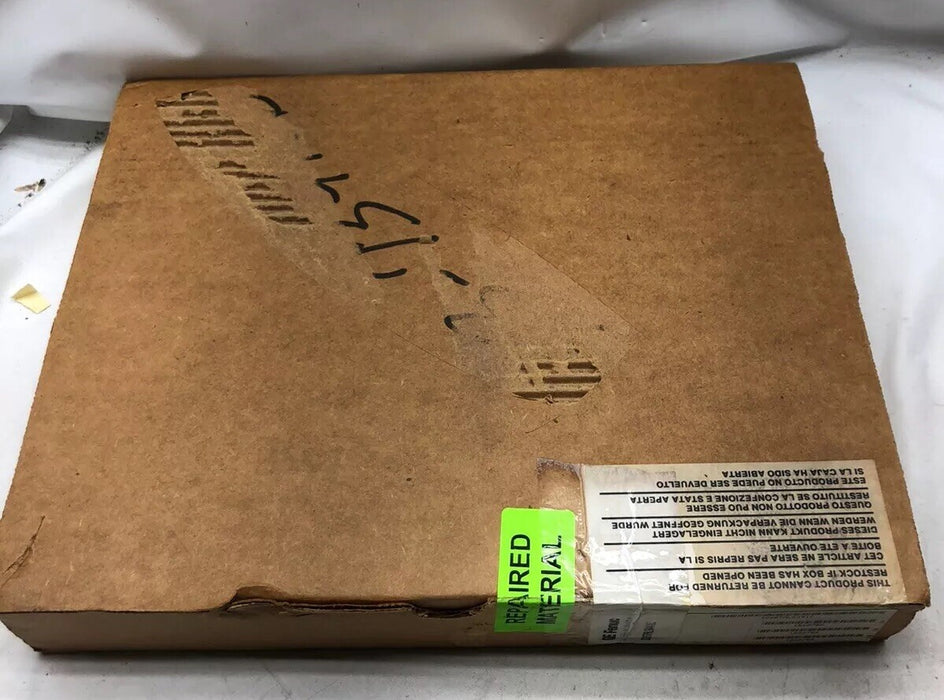 THIS PRODUCT CANNOT BE RETURNED FOR
RESTOCK IF BOX HAS BEEN OPENED
CET ARTICLE NE SERA PAS REPRIS SI LA
BOITE A ETE OUVERTE
DIESES PRODUKT KANN NICHT EINGELAGERT
WERDEN WENN DIE VERPACKUNG GEOFFNET WURDE
QUESTO PRODOTTO NON PUO ESSERE
RESTITUITO SE LA CONFEZIONE E STATA APERTA
ESTE PRODUCTO NO PUEDE SER DEVUELTO
SI LA CAJA HA SIDO ABIERTA
REPAIRED
MATERIAL
GE Fanuc